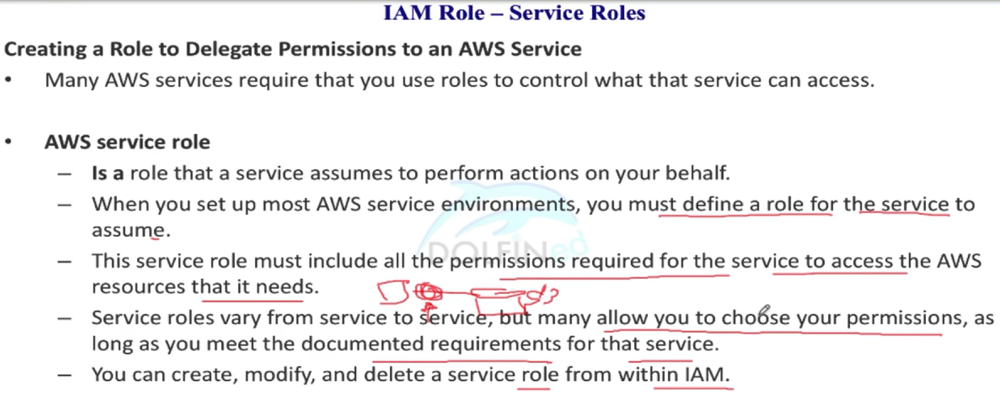 IAM Role – Service Roles
Creating a Role to Delegate Permissions to an AWS Service
• Many AWS services require that you use roles to control what that service can access.
• AWS service role
– Is a role that a service assumes to perform actions on your behalf.
– When you set up most AWS service environments, you must define a role for the service to
assume.
DOLFINed
– This service role must include all the permissions required for the service to access the AWS
resources that it needs.
– Service roles vary from service to service, but many allow you to choose your permissions, as
long as you meet the documented requirements for that service.
– You can create, modify, and delete a service role from within IAM.